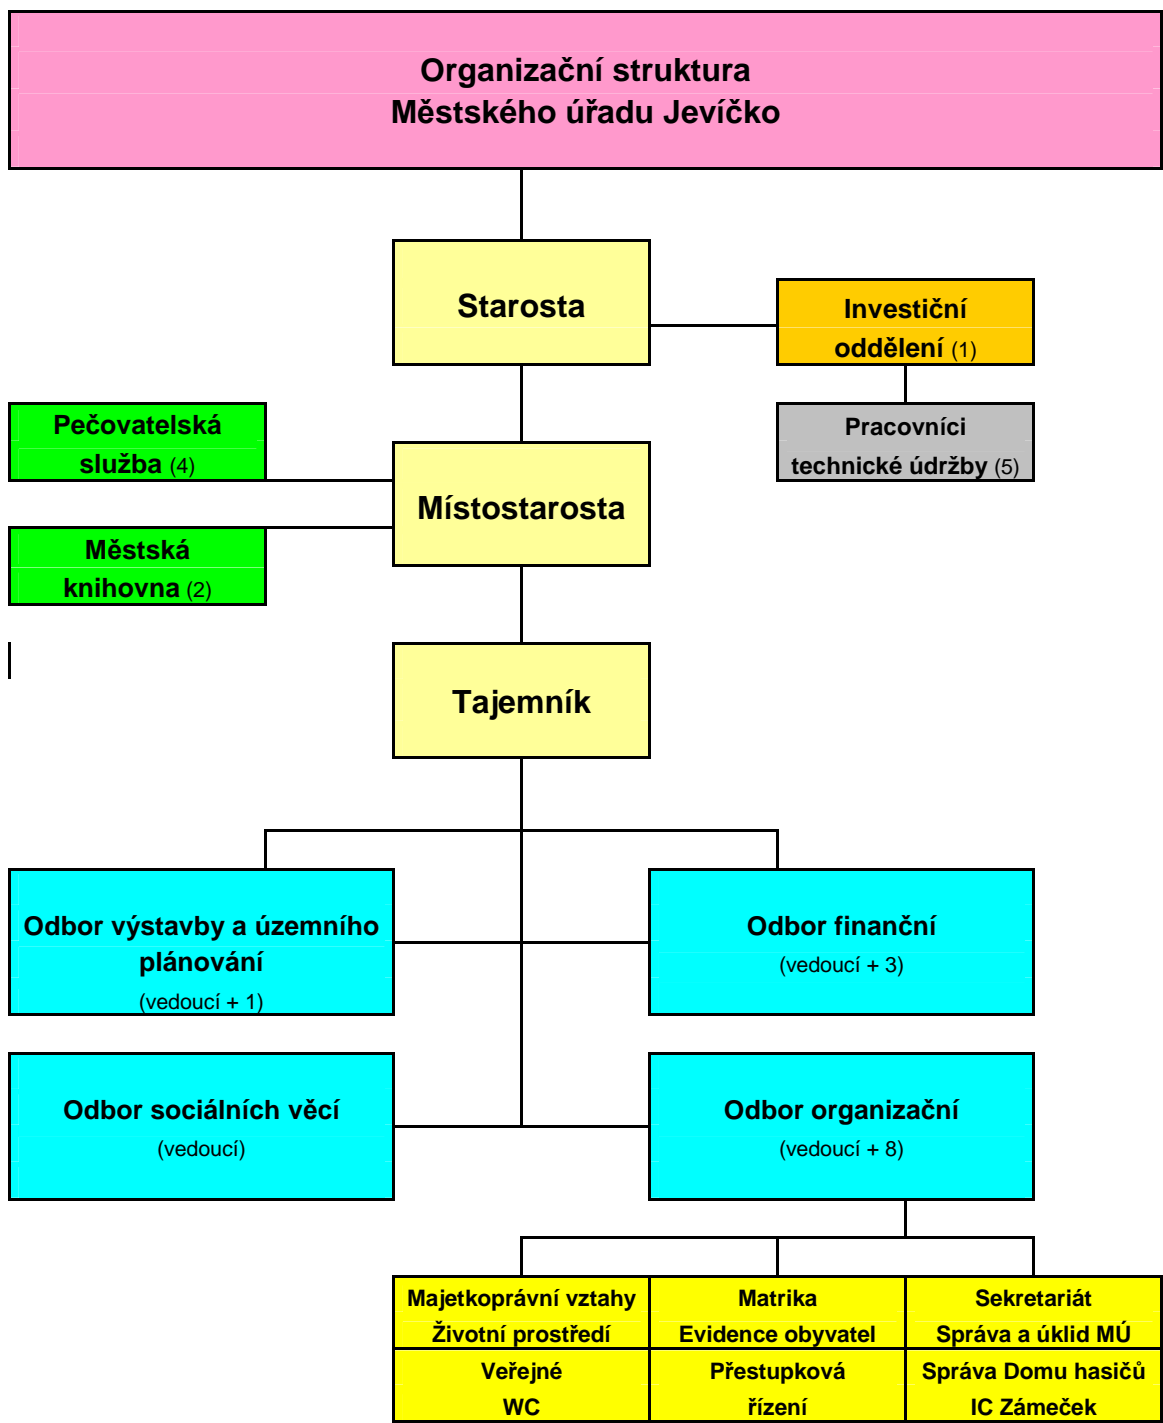 Organizační struktura
Městského úřadu Jevíčko
Starosta
Investiční
oddělení (1)
Pracovníci
technické údržby (5)
Pečovatelská
služba (4)
Místostarosta
Městská
knihovna (2)
Tajemník
Odbor výstavby a územního
plánování
(vedoucí + 1)
Odbor finanční
(vedoucí + 3)
Odbor sociálních věcí
(vedoucí)
Odbor organizační
(vedoucí + 8)
Majetkoprávní vztahy
Životní prostředí
Matrika
Evidence obyvatel
Sekretariát
Správa a úklid MÚ
Veřejné
WC
Přestupková
řízení
Správa Domu hasičů
IC Zámeček